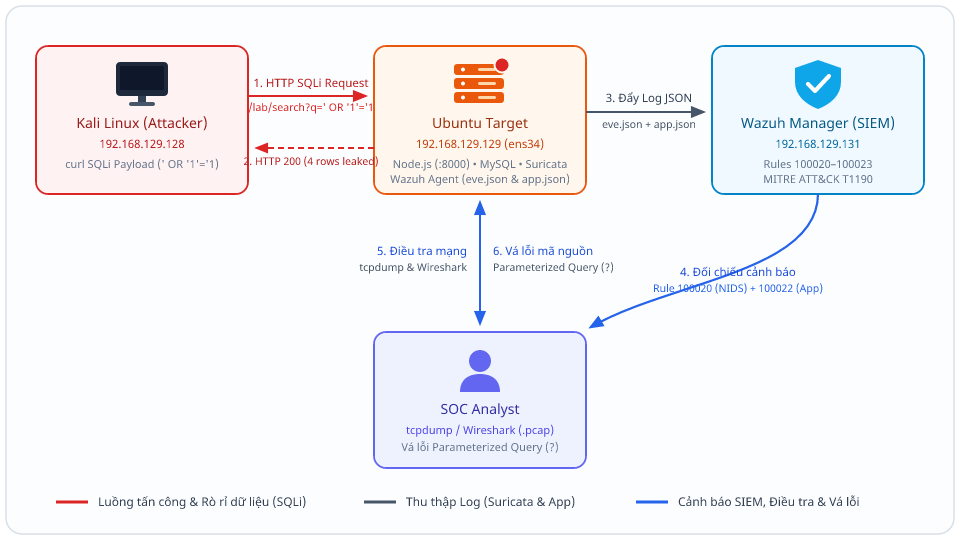 Kali Linux (Attacker)
192.168.129.128
curl SQLi Payload (' OR '1'='1)
1. HTTP SQLi Request
/lab/search?q=' OR '1'='1
2. HTTP 200 (4 rows leaked)
Ubuntu Target
192.168.129.129 (ens34)
Node.js (:8000) • MySQL • Suricata
Wazuh Agent (eve.json & app.json)
3. Đẩy Log JSON
eve.json + app.json
Wazuh Manager (SIEM)
192.168.129.131
Rules 100020–100023
MITRE ATT&CK T1190
5. Điều tra mạng
tcpdump & Wireshark
6. Vá lỗi mã nguồn
Parameterized Query (?)
4. Đối chiếu cảnh báo
Rule 100020 (NIDS) + 100022 (App)
SOC Analyst
tcpdump / Wireshark (.pcap)
Vá lỗi Parameterized Query (?)
Luồng tấn công & Rò rỉ dữ liệu (SQLi)
Thu thập Log (Suricata & App)
Cảnh báo SIEM, Điều tra & Vá lỗi